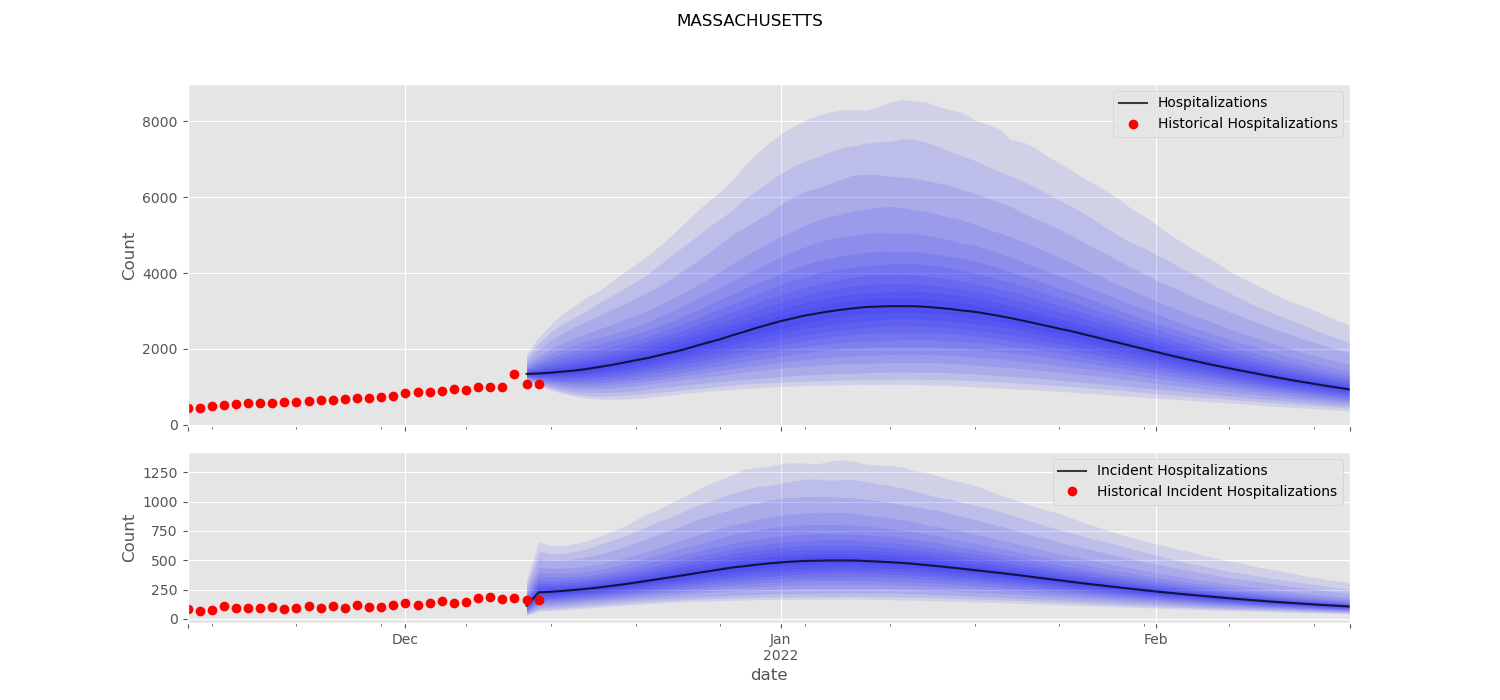 MASSACHUSETTS
Hospitalizations
Historical Hospitalizations
Count
8000
6000
4000
2000
0
Incident Hospitalizations
Historical Incident Hospitalizations
Count
1250
1000
750
500
250
0
Dec
Jan
2022
Feb
date